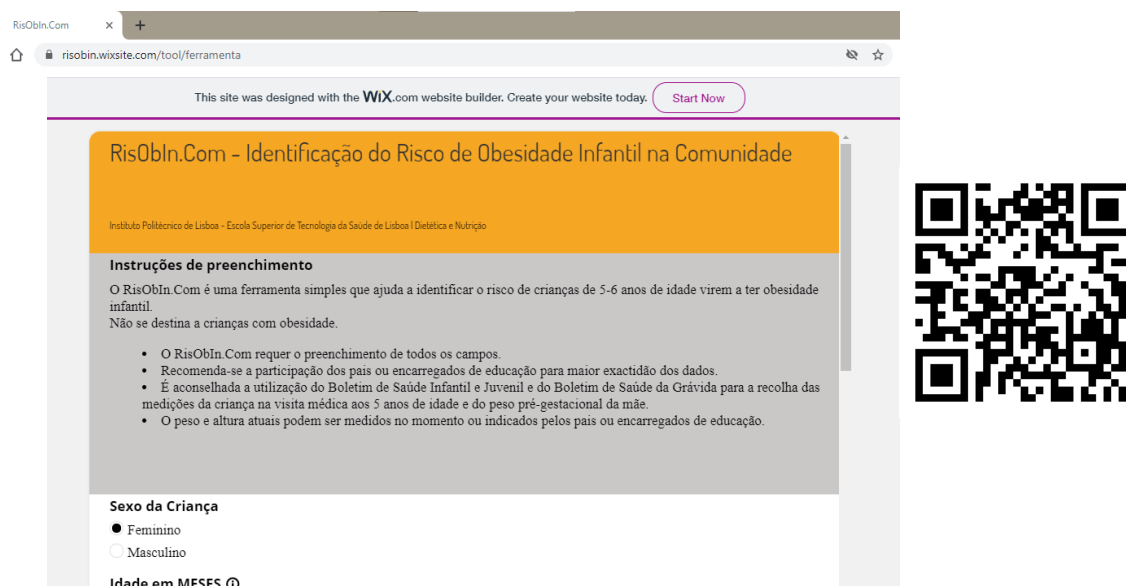 RisObIn.Com
risobin.wixsite.com/tool/ferramenta
This site was designed with the WiX.com website builder. Create your website today. Start Now
RisObIn.Com - Identificação do Risco de Obesidade Infantil na Comunidade
Instituto Politécnico de Lisboa - Escola Superior de Tecnologia da Saúde de Lisboa | Dietética e Nutrição
Instruções de preenchimento
O RisObIn.Com é uma ferramenta simples que ajuda a identificar o risco de crianças de 5-6 anos de idade virem a ter obesidade
infantil.
Não se destina a crianças com obesidade.
• O RisObIn.Com requer o preenchimento de todos os campos.
• Recomenda-se a participação dos pais ou encarregados de educação para maior exactidão dos dados.
• É aconselhada a utilização do Boletim de Saúde Infantil e Juvenil e do Boletim de Saúde da Grávida para a recolha das
medições da criança na visita médica aos 5 anos de idade e do peso pré-gestacional da mãe.
• O peso e altura atuais podem ser medidos no momento ou indicados pelos pais ou encarregados de educação.
Sexo da Criança
Feminino
Masculino
Idade em MESES